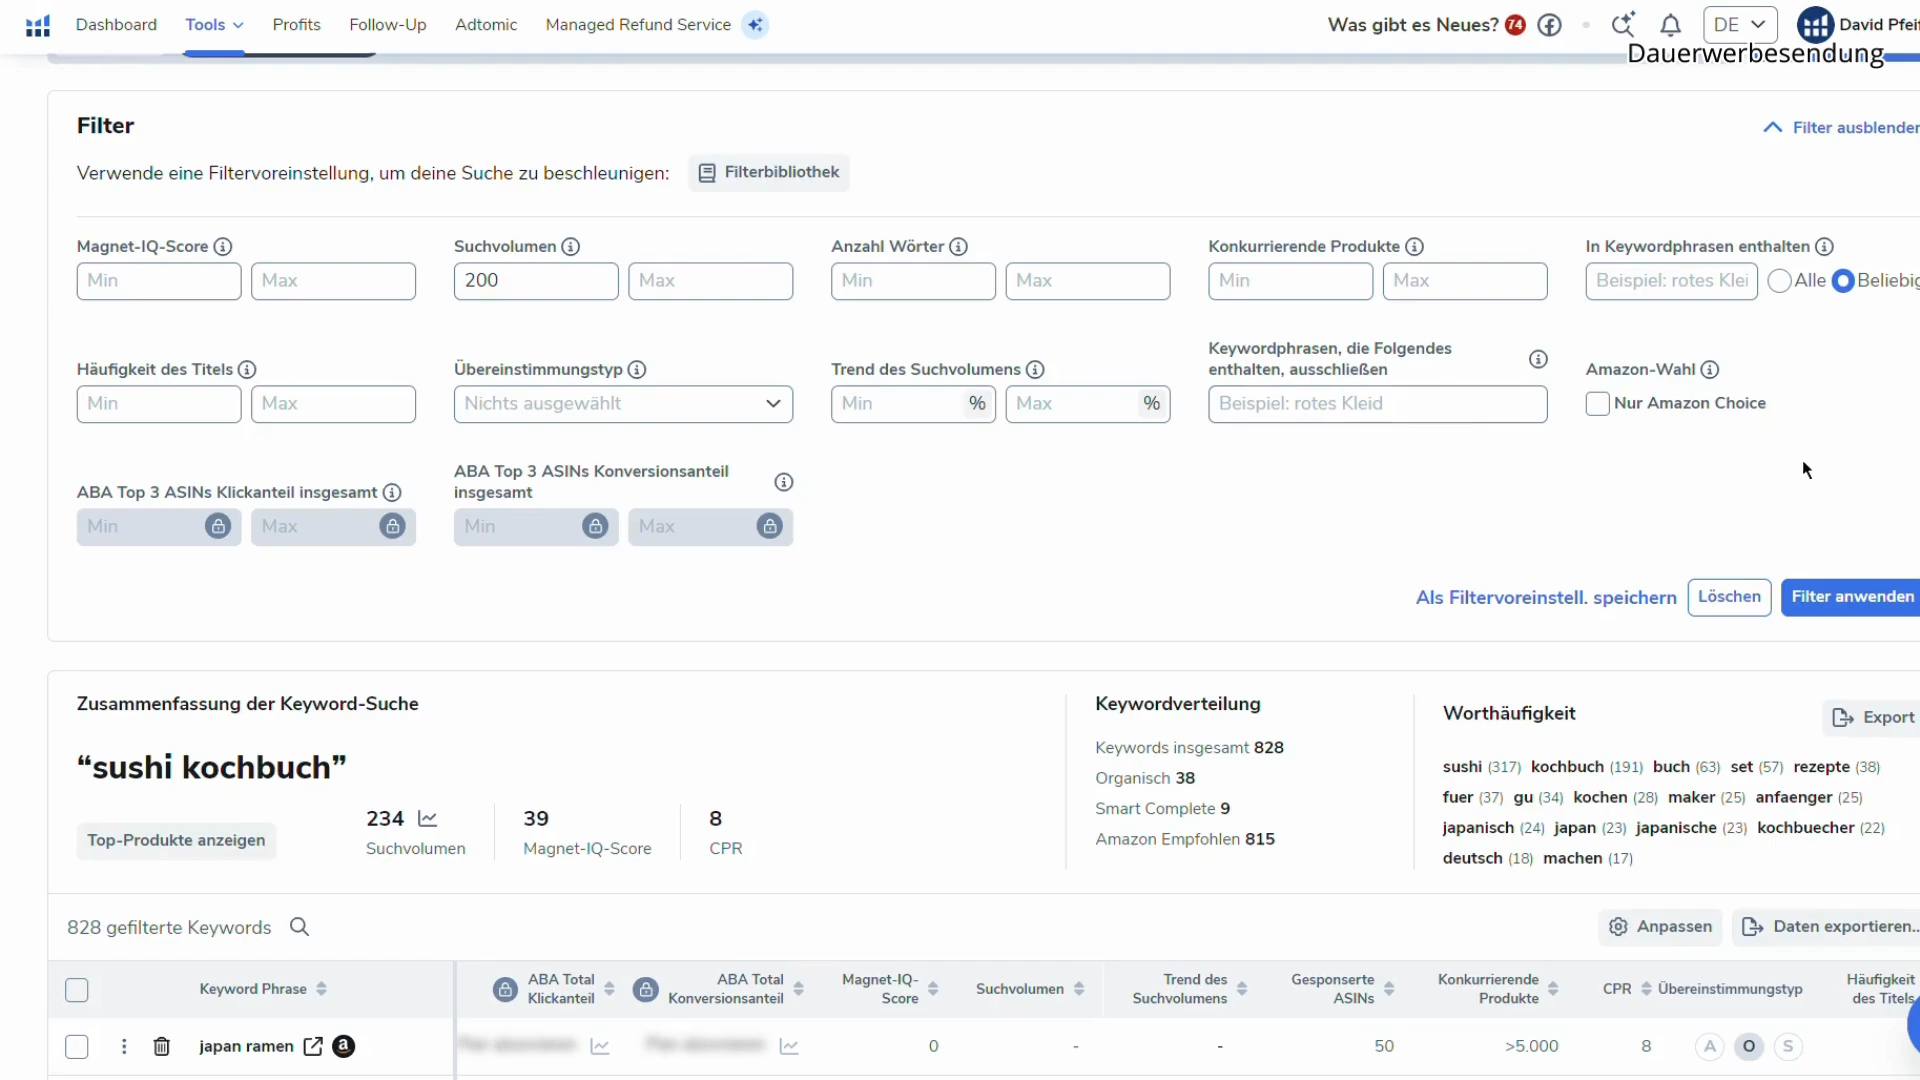 Dashboard Tools Profits Follow-Up Adtomic Managed Refund Service Was gibt es Neues? 74 DE David Pfei
Dauerwerbesendung
Filter
Filter ausblenden
Verwende eine Filtervoreinstellung, um deine Suche zu beschleunigen: Filterbibliothek
Magnet-IQ-Score Suchvolumen Anzahl Wörter Konkurrierende Produkte In Keywordphrasen enthalten
Min Max 200 Max Min Max Min Max Beispiel: rotes Klei Alle Beliebig
Häufigkeit des Titels Übereinstimmungstyp Trend des Suchvolumens Keywordphrasen, die Folgendes enthalten, ausschließen Amazon-Wahl
Min Max Nichts ausgewählt Min % Max % Beispiel: rotes Kleid Nur Amazon Choice
ABA Top 3 ASINs Klickanteil insgesamt ABA Top 3 ASINs Konversionsanteil insgesamt
Min Max Min Max
Als Filtervoreinstell. speichern Löschen Filter anwenden
Zusammenfassung der Keyword-Suche
“sushi kochbuch”
Top-Produkte anzeigen
234 39 8
Suchvolumen Magnet-IQ-Score CPR
Keywordverteilung
Keywords insgesamt 828
Organisch 38
Smart Complete 9
Amazon Empfohlen 815
Worthäufigkeit
Export
sushi (317) kochbuch (191) buch (63) set (57) rezepte (38)
fuer (37) gu (34) kochen (28) maker (25) anfaenger (25)
japanisch (24) japan (23) japanische (23) kochbuecher (22)
deutsch (18) machen (17)
828 gefilterte Keywords Anpassen Daten exportieren..
Keyword Phrase ABA Total Klickanteil ABA Total Konversionsanteil Magnet-IQ-Score Suchvolumen Trend des Suchvolumens Gesponserte ASINs Konkurrierende Produkte CPR Übereinstimmungstyp Häufigkeit des Titels
japan ramen a 0 - - 50 >5.000 8 A O S